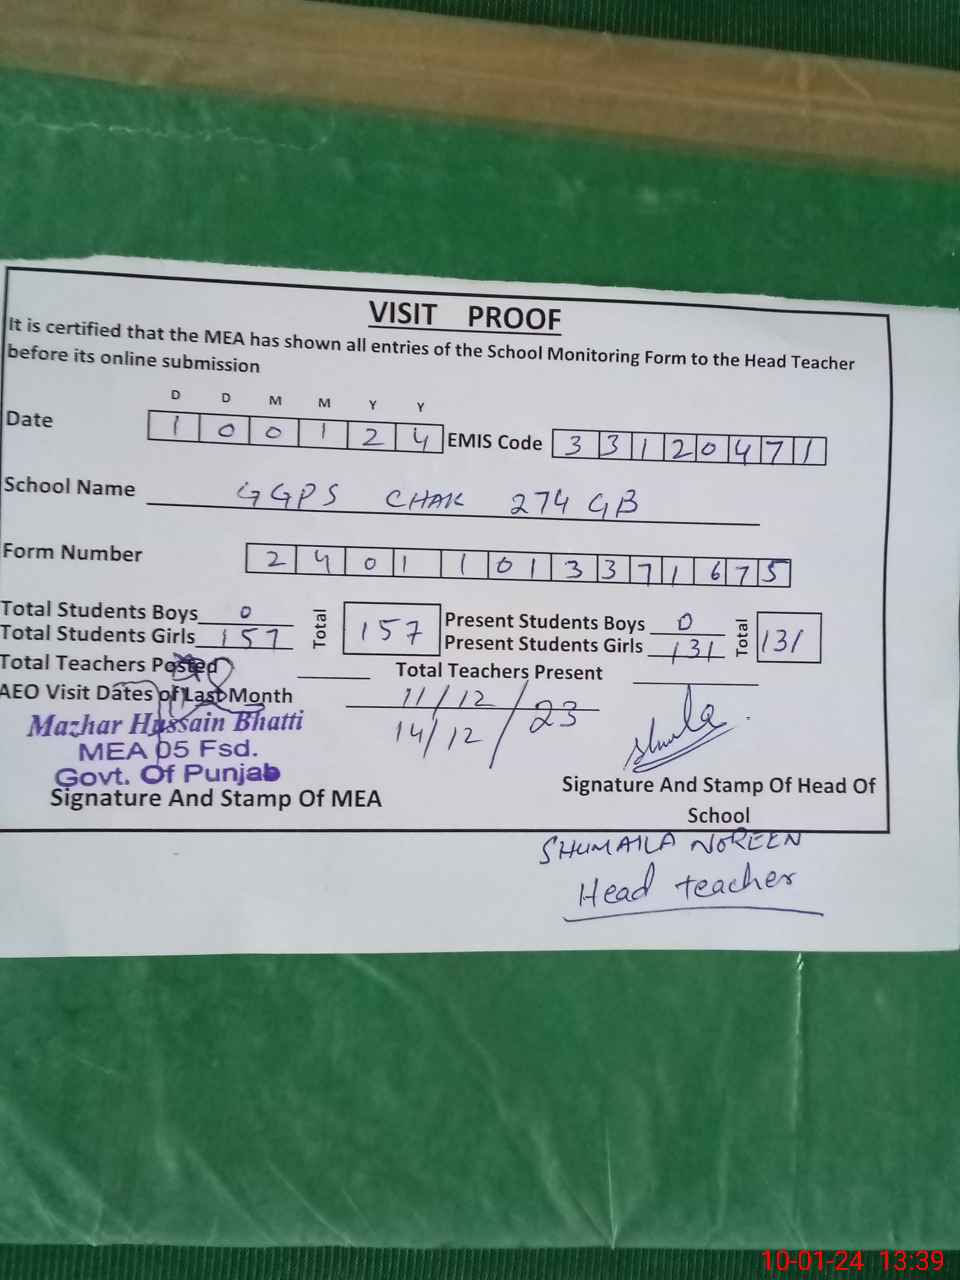 VISIT PROOF
It is certified that the MEA has shown all entries of the School Monitoring Form to the Head Teacher
before its online submission
D D M M Y Y
Date 1 0 0 1 2 4 EMIS Code 3 3 1 2 0 4 7 1
School Name GGPS CHAK 274 GB
Form Number 2 4 0 1 1 0 1 3 3 7 1 6 7 5
Total Students Boys 0 Total 157 Present Students Boys 0 Total 131
Total Students Girls 157 Present Students Girls 131
Total Teachers Posted Total Teachers Present
AEO Visit Dates of Last Month 11/12 / 23
14/12
Mazhar Hussain Bhatti
MEA 05 Fsd.
Govt. Of Punjab
Signature And Stamp Of MEA
Signature And Stamp Of Head Of
School
SHUMAILA NOREEN
Head teacher
10-01-24 13:39